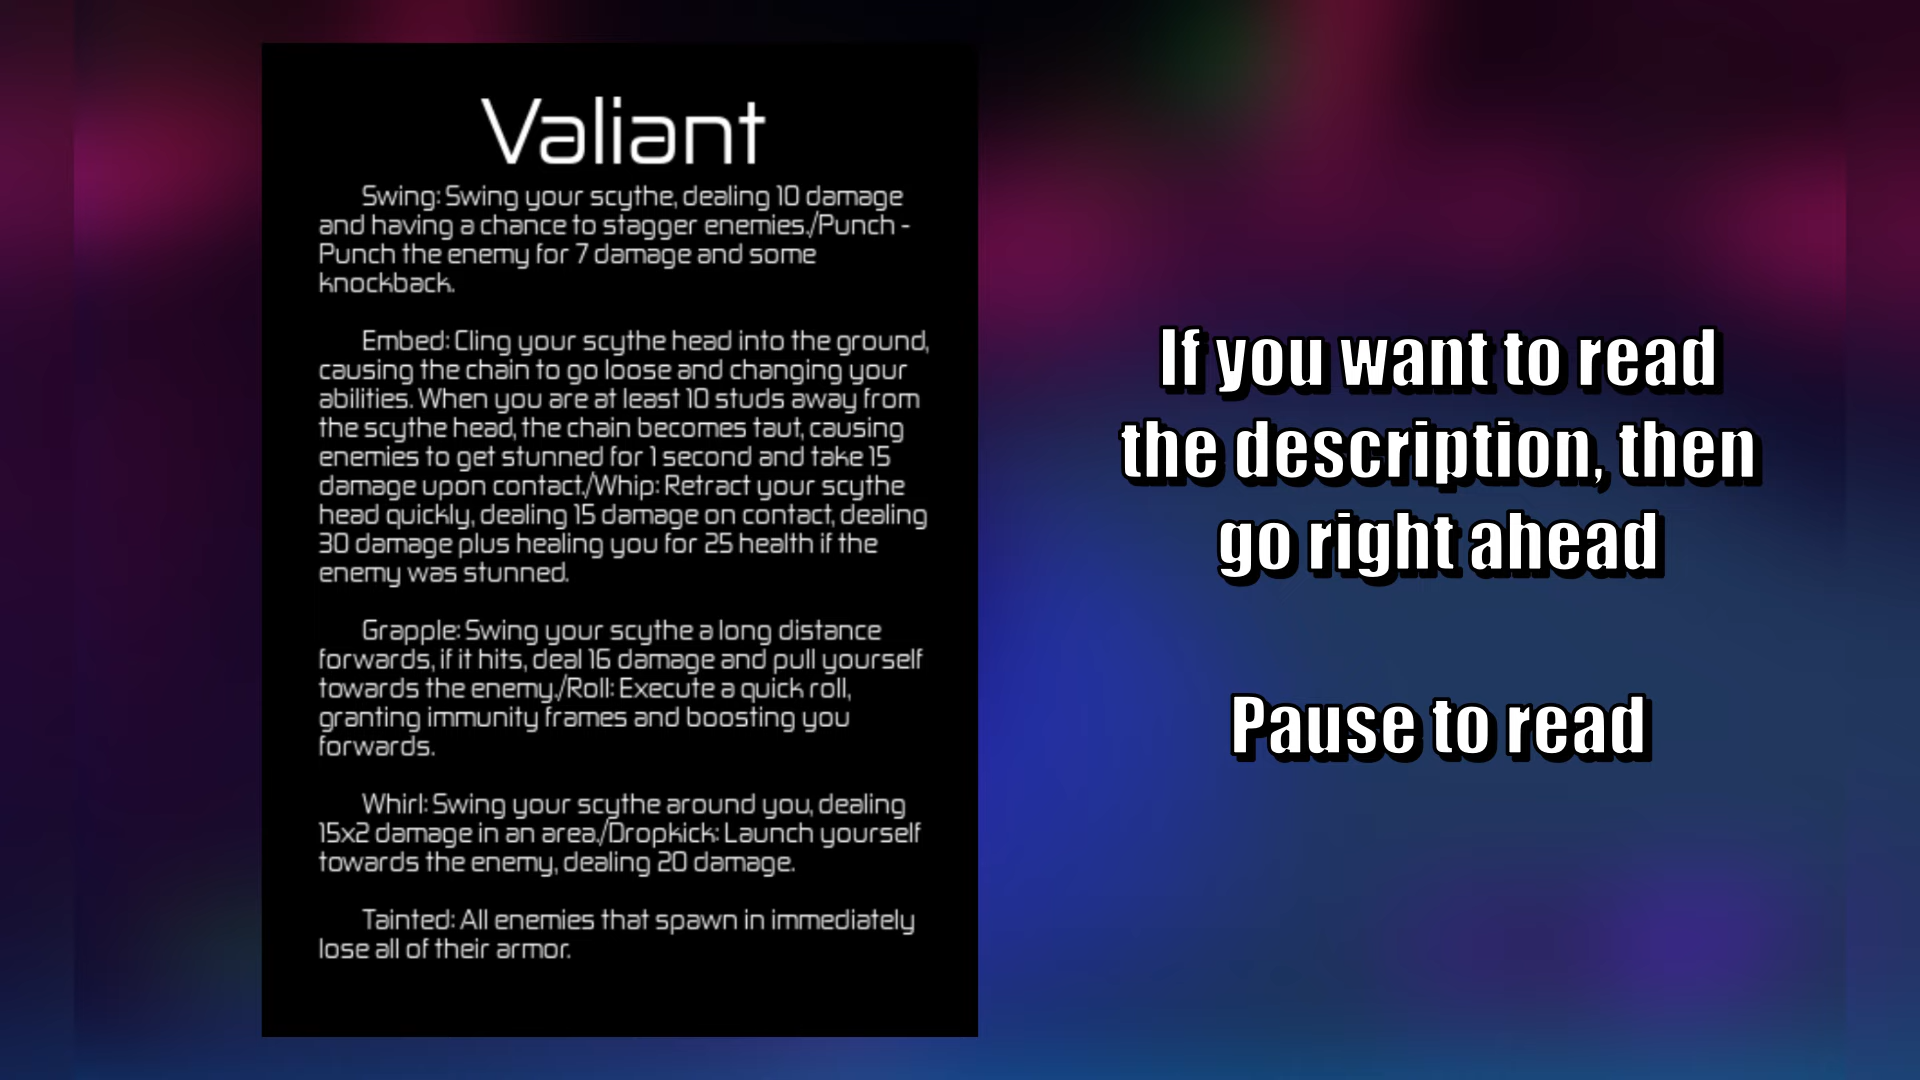 Valiant
Swing: Swing your scythe, dealing 10 damage
and having a chance to stagger enemies./Punch -
Punch the enemy for 7 damage and some
knockback.
Embed: Cling your scythe head into the ground,
causing the chain to go loose and changing your
abilities. When you are at least 10 studs away from
the scythe head, the chain becomes taut, causing
enemies to get stunned for 1 second and take 15
damage upon contact./Whip: Retract your scythe
head quickly, dealing 15 damage on contact, dealing
30 damage plus healing you for 25 health if the
enemy was stunned.
Grapple: Swing your scythe a long distance
forwards, if it hits, deal 16 damage and pull yourself
towards the enemy./Roll: Execute a quick roll,
granting immunity frames and boosting you
forwards.
Whirl: Swing your scythe around you, dealing
15x2 damage in an area./Dropkick: Launch yourself
towards the enemy, dealing 20 damage.
Tainted: All enemies that spawn in immediately
lose all of their armor.
If you want to read
the description, then
go right ahead
Pause to read